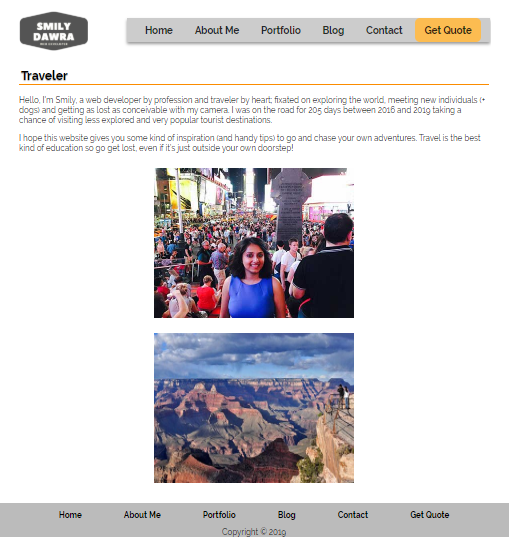 SMILY
DAWRA
WEB DEVELOPER
Home About Me Portfolio Blog Contact Get Quote
Traveler
Hello, I'm Smily, a web developer by profession and traveler by heart; fixated on exploring the world, meeting new individuals (+
dogs) and getting as lost as conceivable with my camera. I was on the road for 205 days between 2016 and 2019 taking a
chance of visiting less explored and very popular tourist destinations.
I hope this website gives you some kind of inspiration (and handy tips) to go and chase your own adventures. Travel is the best
kind of education so go get lost, even if it's just outside your own doorstep!
Home About Me Portfolio Blog Contact Get Quote
Copyright © 2019